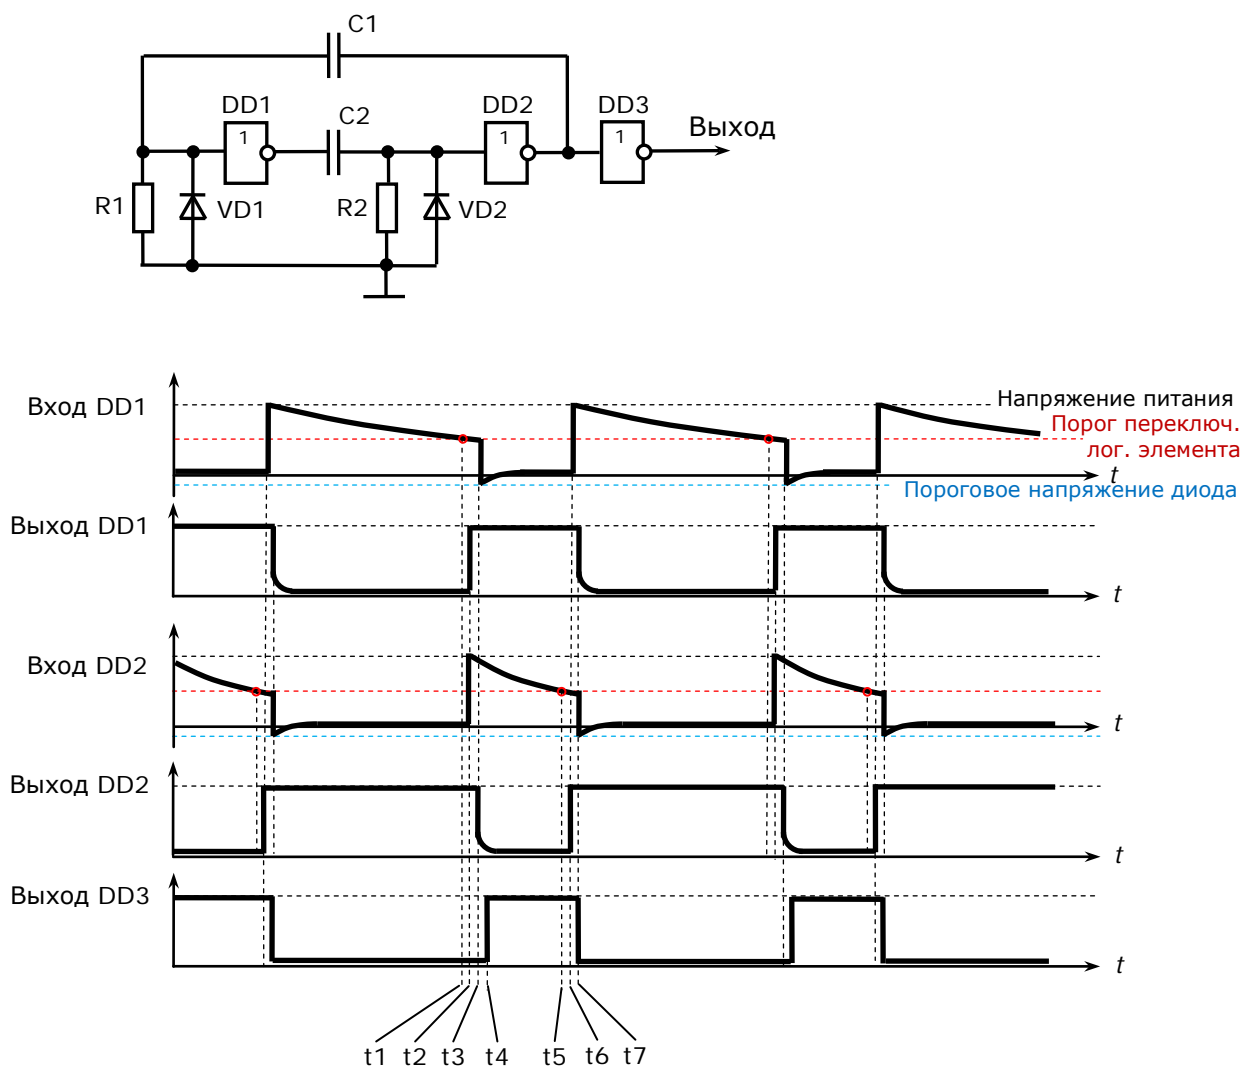 C1
DD1
C2
DD2
DD3
1
1
1
Выход
R1
VD1
R2
VD2
Вход DD1
Напряжение питания
Порог переключ.
лог. элемента
t
Пороговое напряжение диода
Выход DD1
t
Вход DD2
t
Выход DD2
t
Выход DD3
t
t1 t2 t3 t4 t5 t6 t7